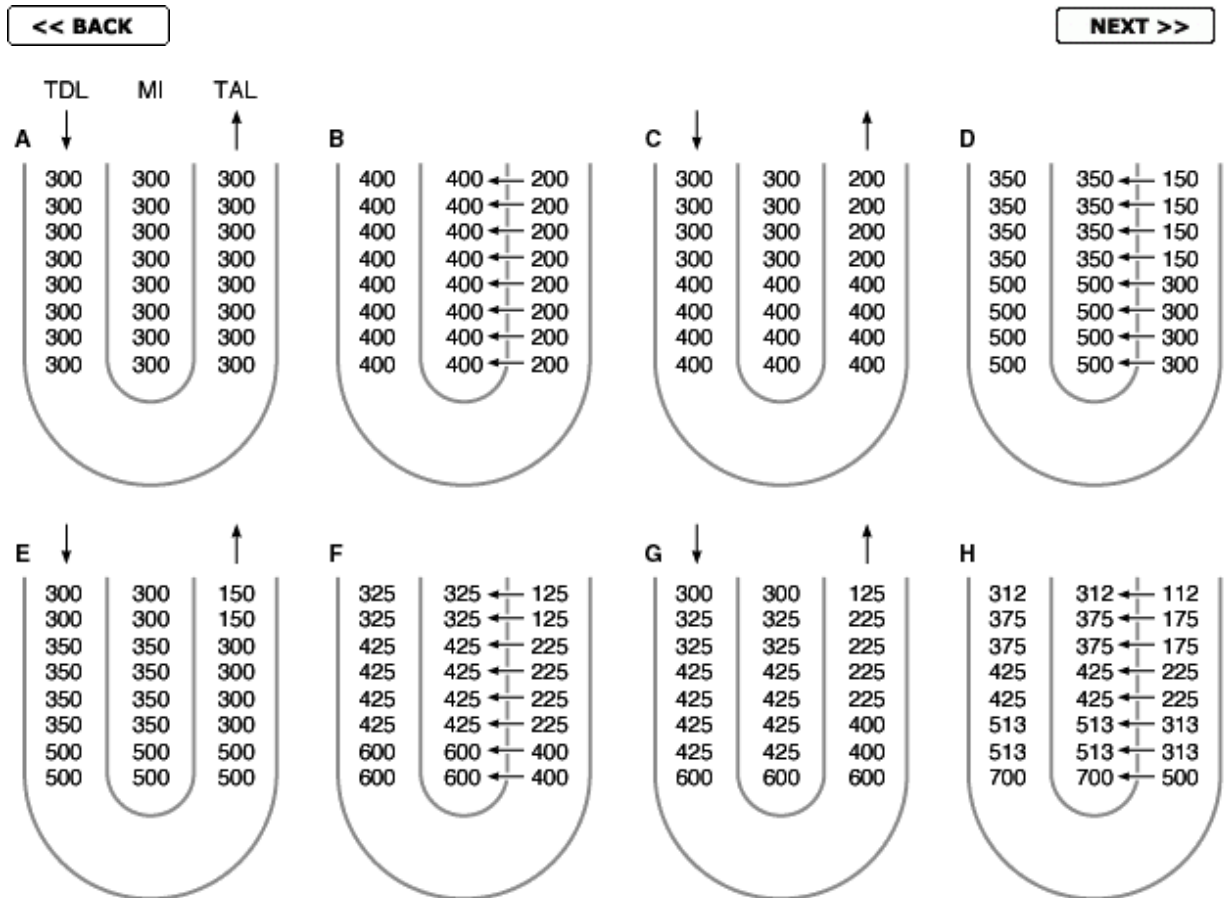 << BACK NEXT >>
TDL MI TAL
A B C D
300 300 300 400 400 200 300 300 200 350 350 150
300 300 300 400 400 200 300 300 200 350 350 150
300 300 300 400 400 200 300 300 200 350 350 150
300 300 300 400 400 200 300 300 200 350 350 150
300 300 300 400 400 200 400 400 400 500 500 300
300 300 300 400 400 200 400 400 400 500 500 300
300 300 300 400 400 200 400 400 400 500 500 300
300 300 300 400 400 200 400 400 400 500 500 300
E F G H
300 300 150 325 325 125 300 300 125 312 312 112
300 300 150 325 325 125 325 325 225 375 375 175
350 350 300 425 425 225 325 325 225 375 375 175
350 350 300 425 425 225 425 425 225 425 425 225
350 350 300 425 425 225 425 425 225 425 425 225
350 350 300 425 425 225 425 425 400 513 513 313
500 500 500 600 600 400 425 425 400 513 513 313
500 500 500 600 600 400 600 600 600 700 700 500